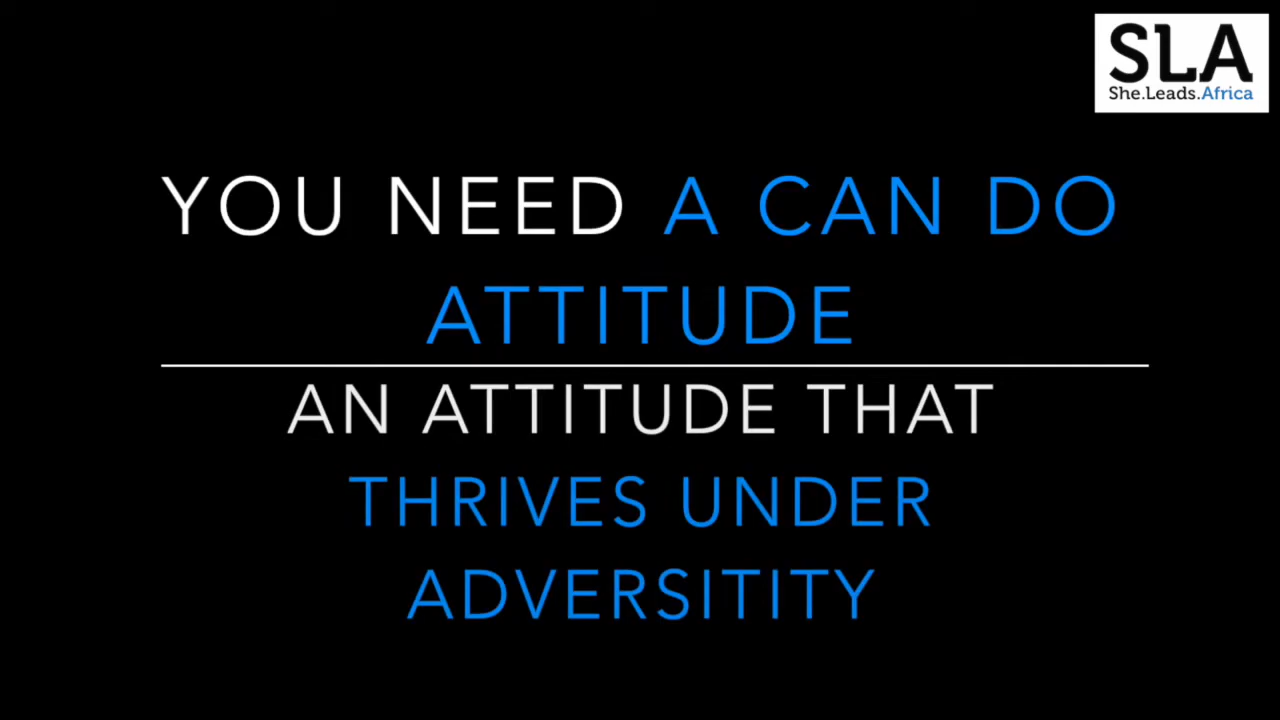 SLA
She.Leads.Africa
YOU NEED A CAN DO
ATTITUDE
AN ATTITUDE THAT
THRIVES UNDER
ADVERSITITY